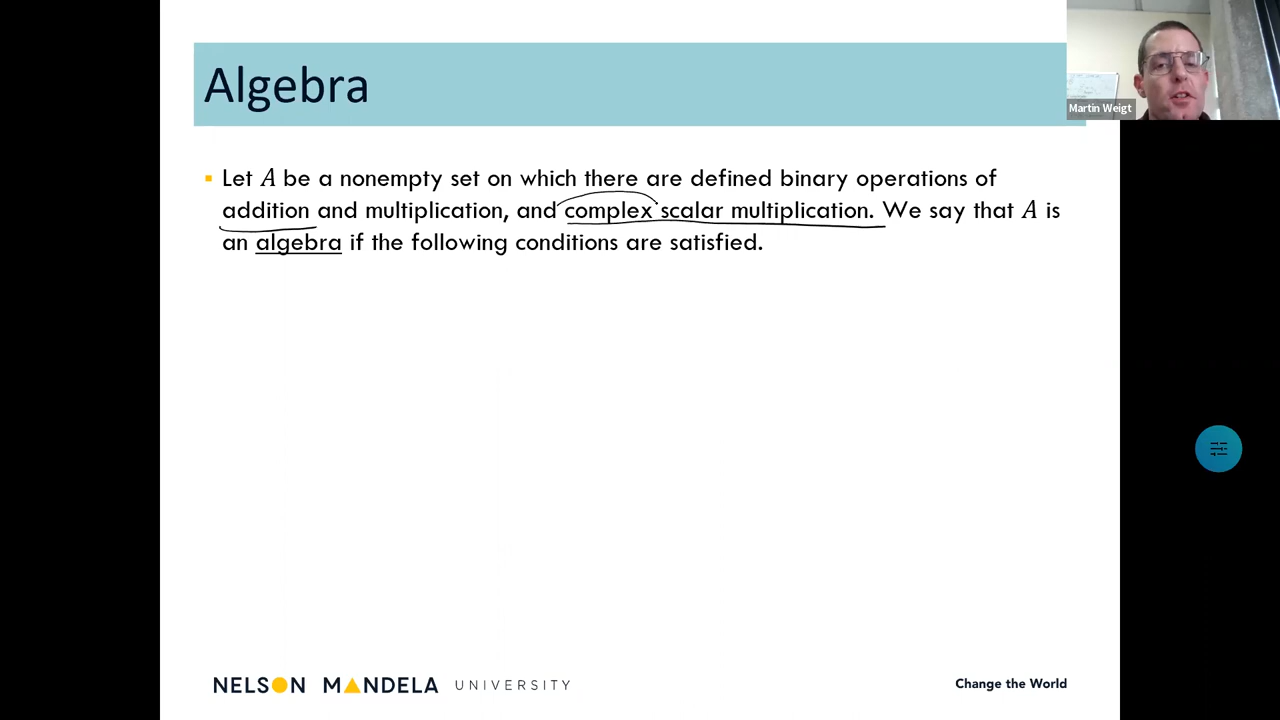 Algebra
Martin Weigt
Let A be a nonempty set on which there are defined binary operations of
addition and multiplication, and complex scalar multiplication. We say that A is
an algebra if the following conditions are satisfied.
NELSON MANDELA UNIVERSITY
Change the World